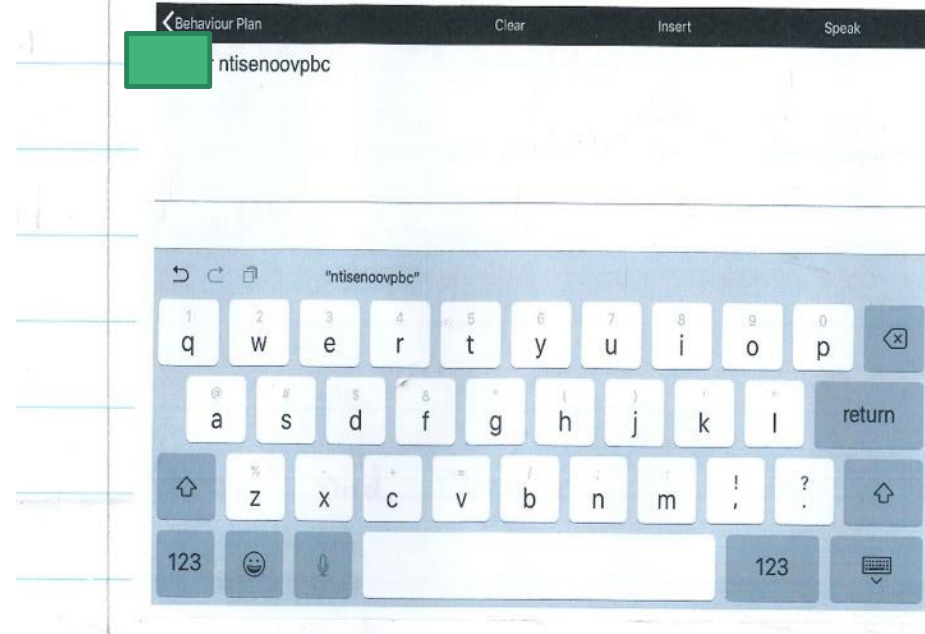 Behaviour Plan Clear Insert Speak
ntisenoovpbc
"ntisenoovpbc"
1 2 3 4 5 6 7 8 9 0
q w e r t y u i o p
@ # $ & * ( ) ' "
a s d f g h j k l return
% - + = / ; : ! ?
z x c v b n m , .
123 123